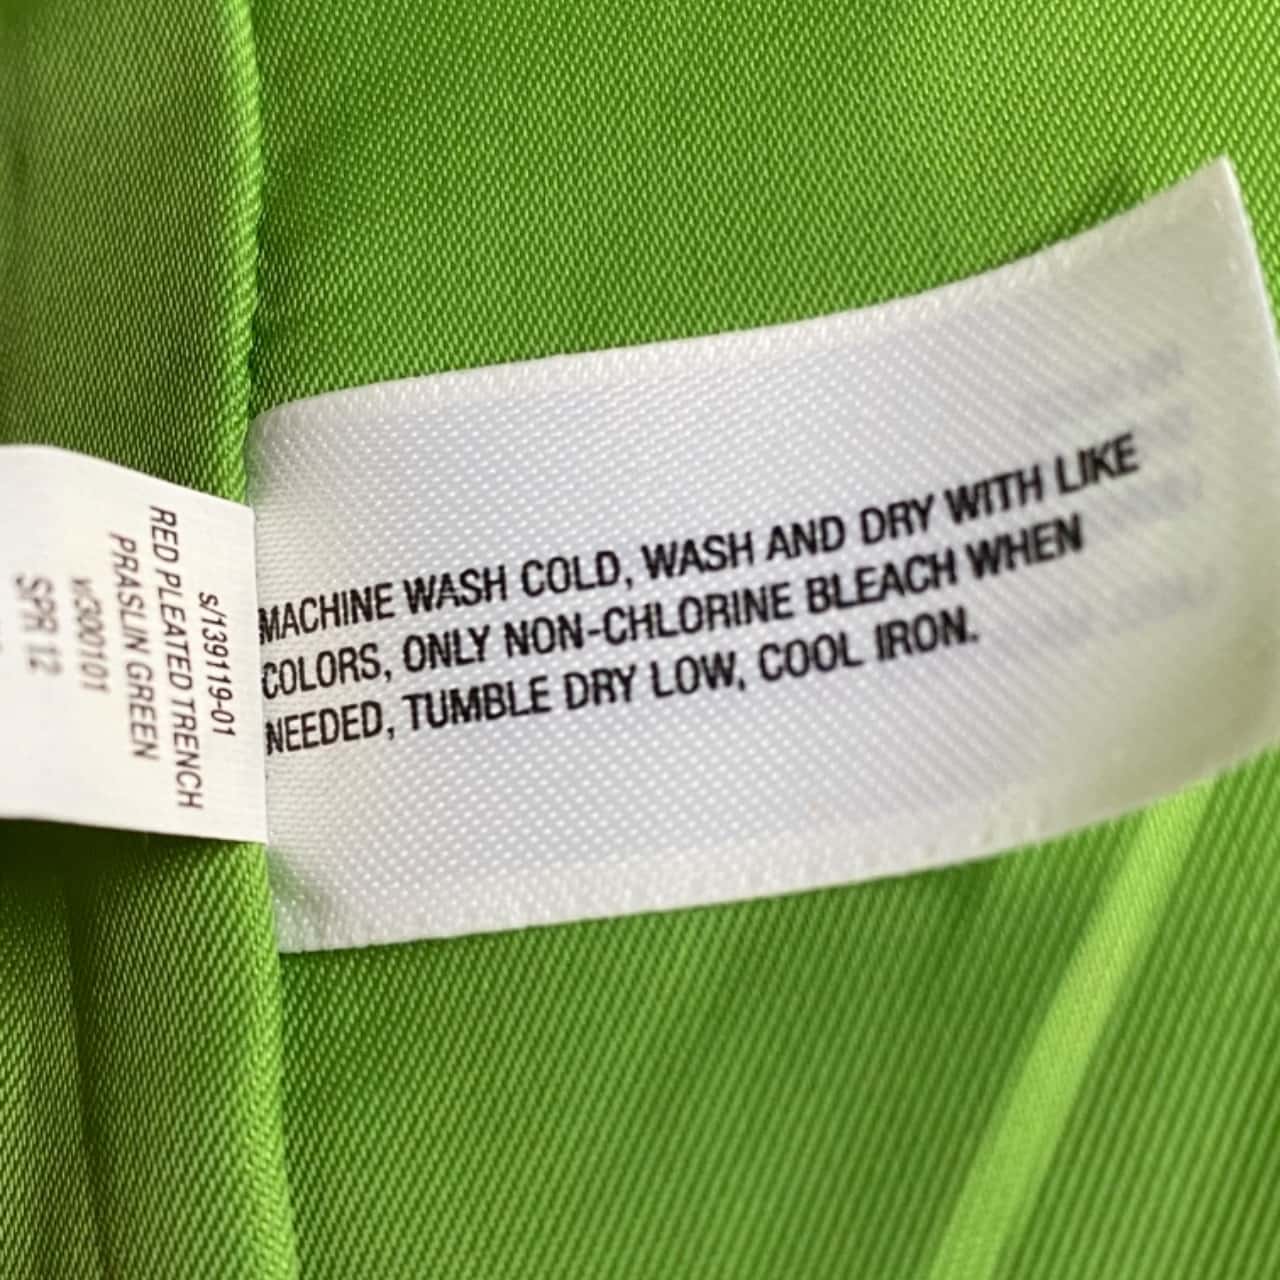 MACHINE WASH COLD, WASH AND DRY WITH LIKE
COLORS, ONLY NON-CHLORINE BLEACH WHEN
NEEDED, TUMBLE DRY LOW, COOL IRON.
s/139119-01
RED PLEATED TRENCH
PRASLIN GREEN
v/300101
SPR 12